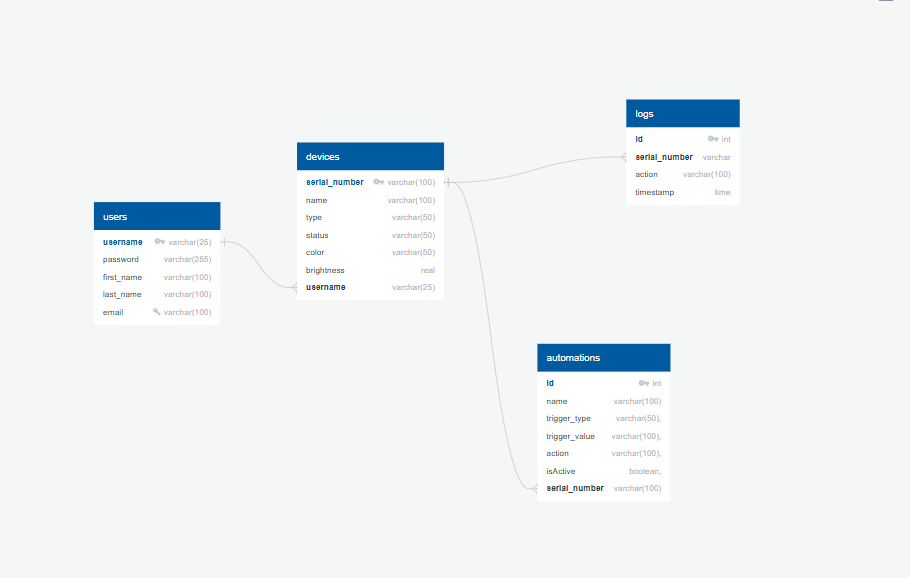 users
username varchar(25)
password varchar(255)
first_name varchar(100)
last_name varchar(100)
email varchar(100)
devices
serial_number varchar(100)
name varchar(100)
type varchar(50)
status varchar(50)
color varchar(50)
brightness real
username varchar(25)
logs
id int
serial_number varchar
action varchar(100)
timestamp time
automations
id int
name varchar(100)
trigger_type varchar(50),
trigger_value varchar(100),
action varchar(100),
isActive boolean,
serial_number varchar(100)